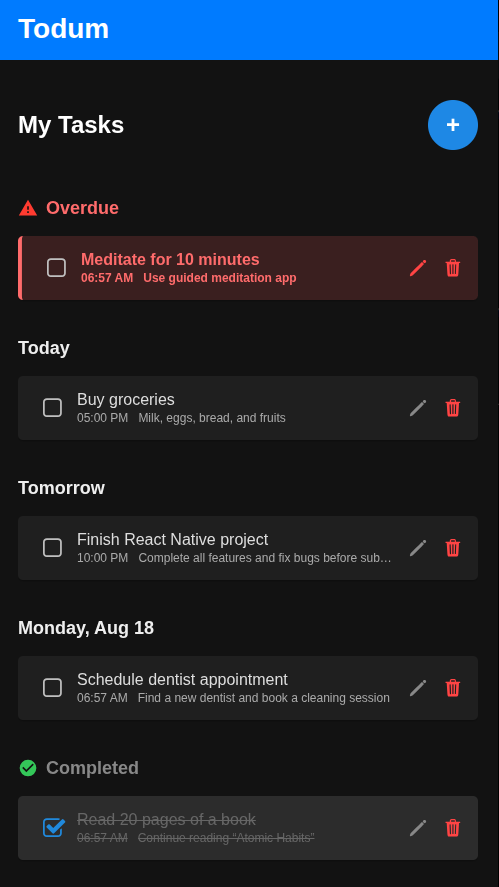 Todum
My Tasks
+
Overdue
Meditate for 10 minutes
06:57 AM Use guided meditation app
Today
Buy groceries
05:00 PM Milk, eggs, bread, and fruits
Tomorrow
Finish React Native project
10:00 PM Complete all features and fix bugs before sub…
Monday, Aug 18
Schedule dentist appointment
06:57 AM Find a new dentist and book a cleaning session
Completed
Read 20 pages of a book
06:57 AM Continue reading “Atomic Habits”